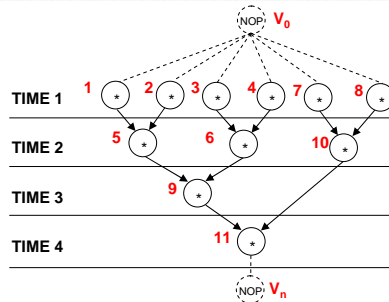 NOP V0
1 2 3 4 7 8
TIME 1 * * * * * *
5 6 10
TIME 2 * * *
9
TIME 3 *
11
TIME 4 *
NOP Vn